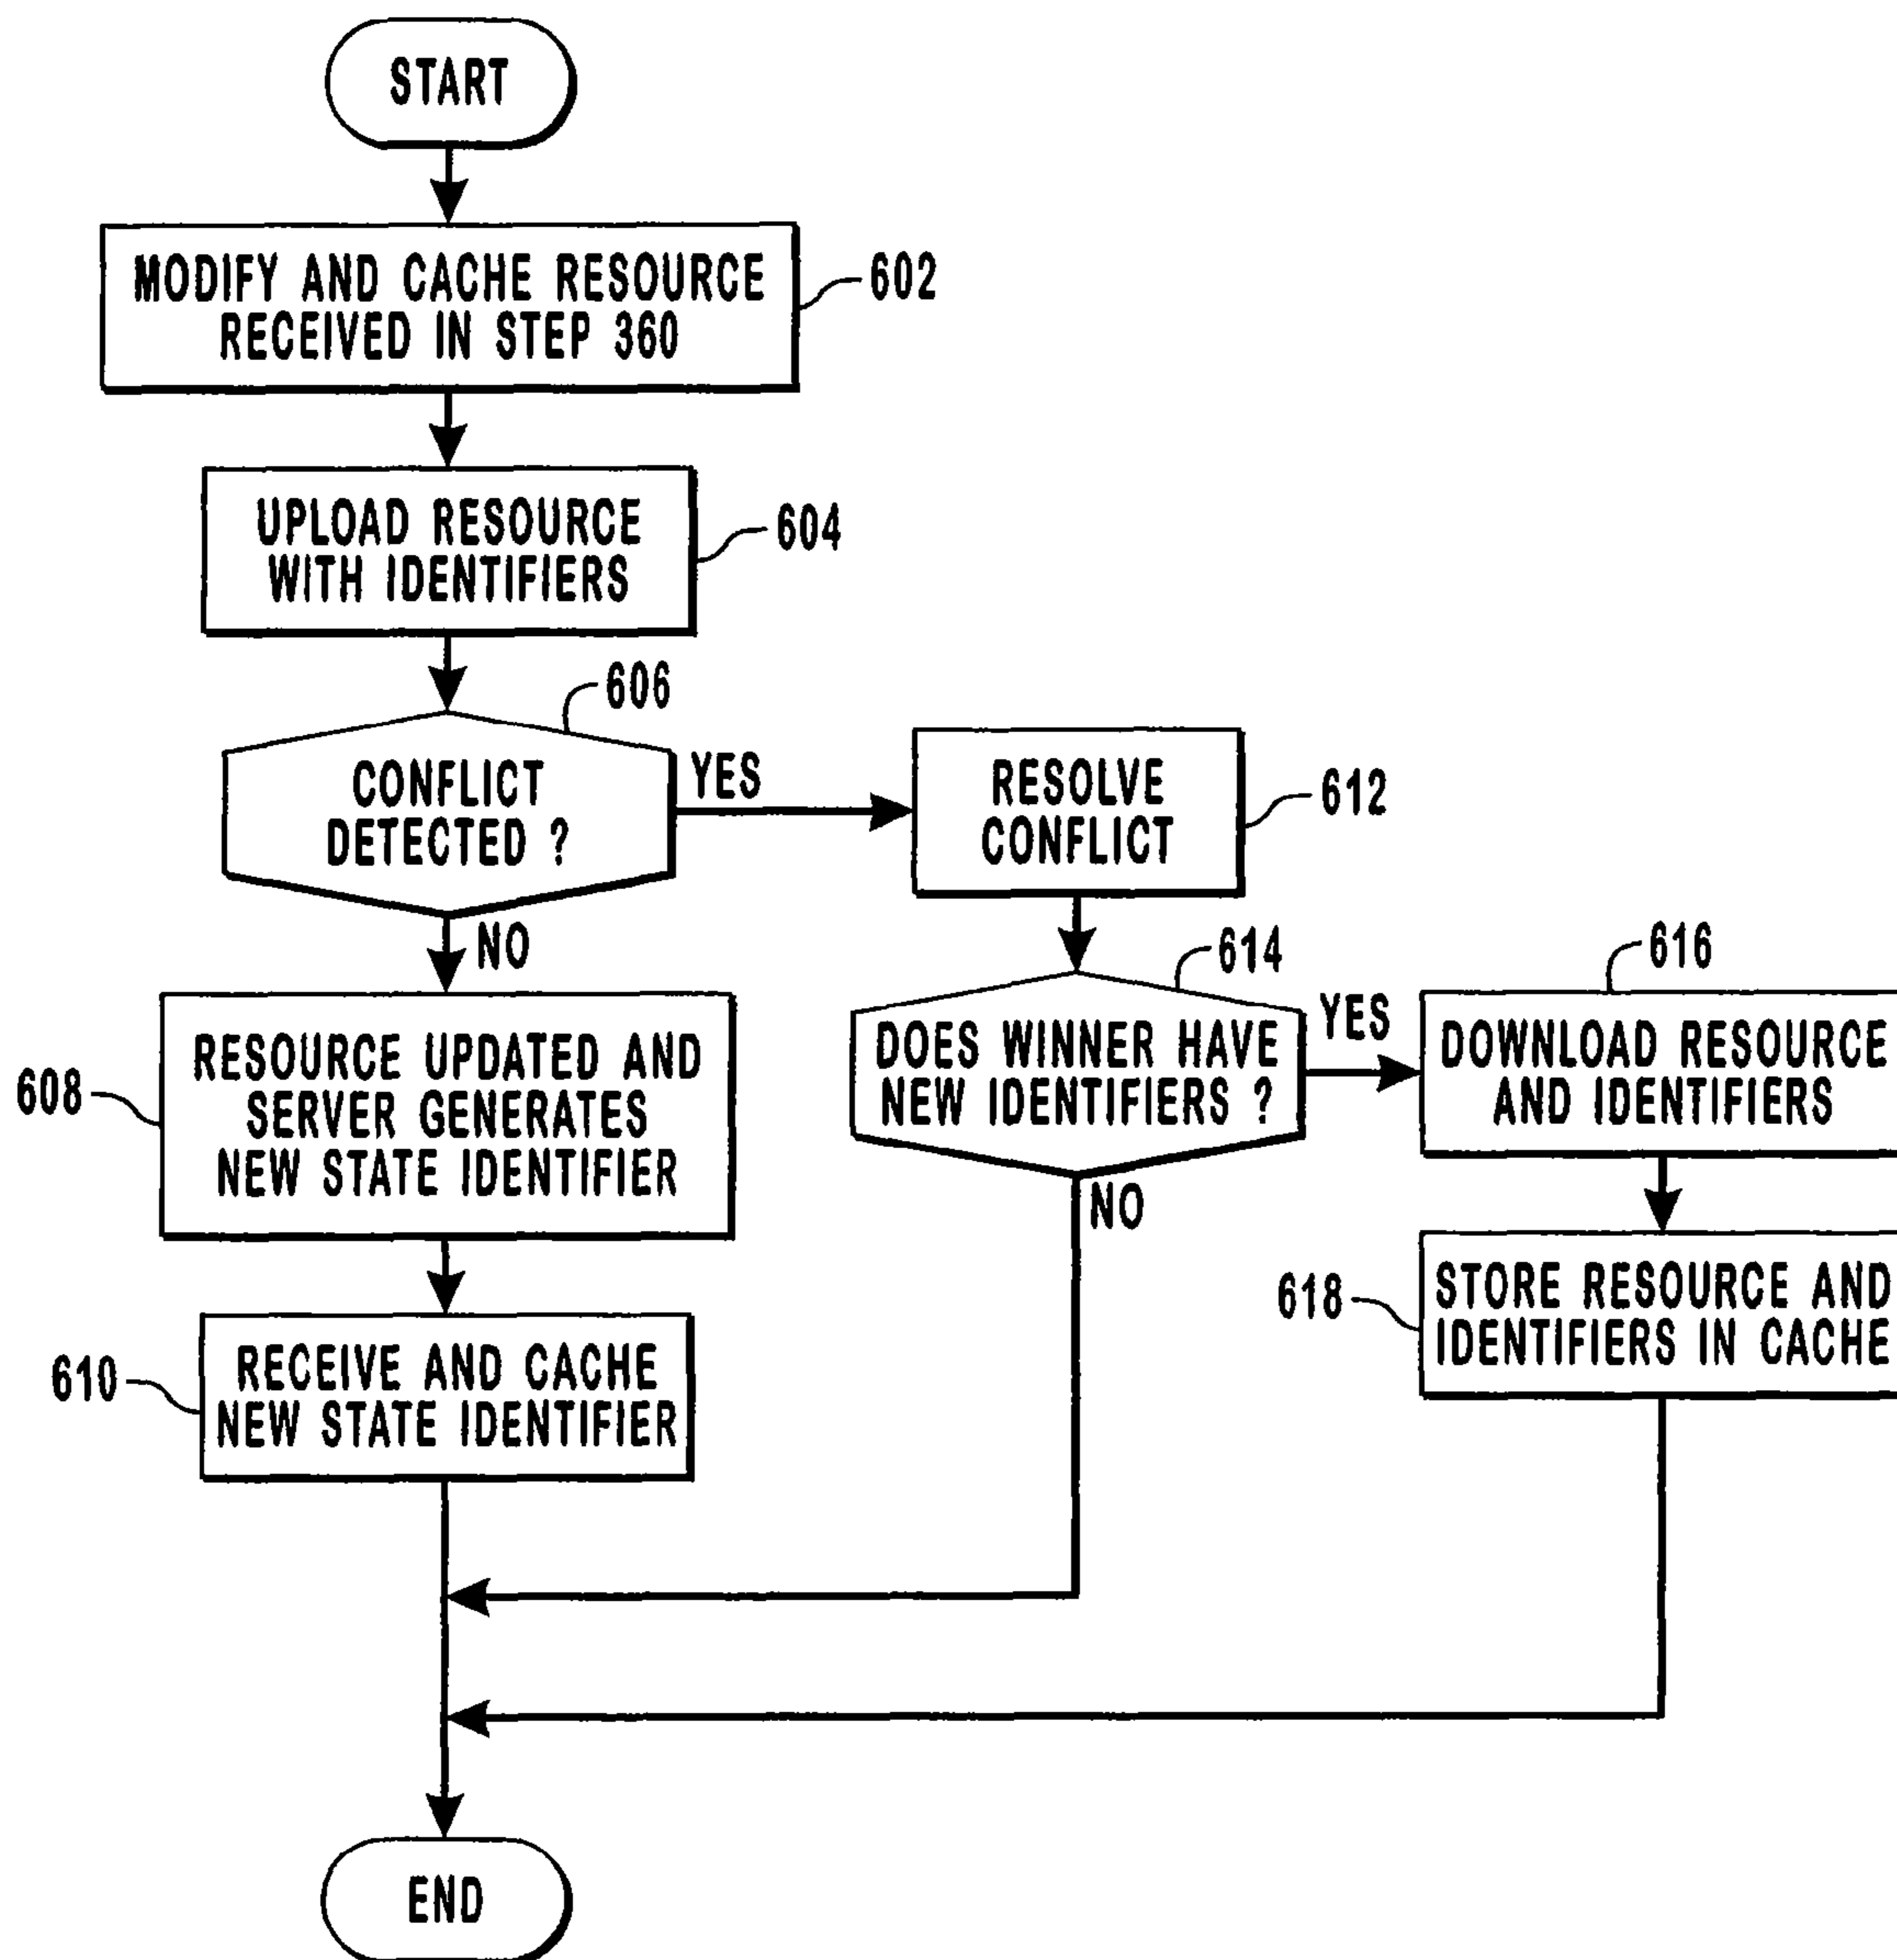 START
MODIFY AND CACHE RESOURCE
RECEIVED IN STEP 360
602
UPLOAD RESOURCE
WITH IDENTIFIERS
604
606
CONFLICT
DETECTED ?
YES
NO
RESOLVE
CONFLICT
612
614
DOES WINNER HAVE
NEW IDENTIFIERS ?
YES
NO
616
DOWNLOAD RESOURCE
AND IDENTIFIERS
608
RESOURCE UPDATED AND
SERVER GENERATES
NEW STATE IDENTIFIER
618
STORE RESOURCE AND
IDENTIFIERS IN CACHE
610
RECEIVE AND CACHE
NEW STATE IDENTIFIER
END